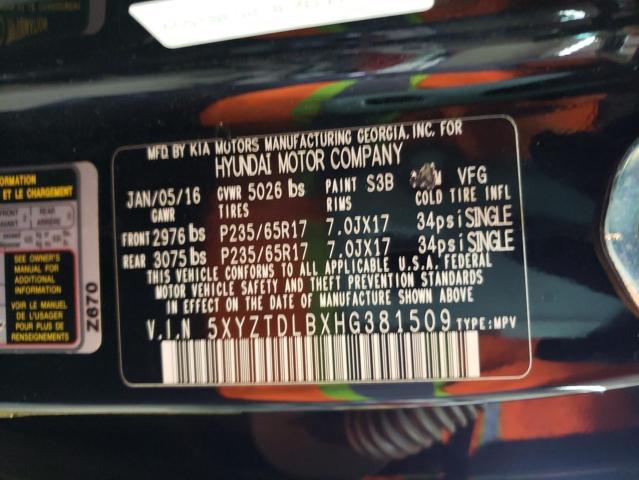 MFD. BY KIA MOTORS MANUFACTURING GEORGIA, INC. FOR
HYUNDAI MOTOR COMPANY
JAN/05/16 GVWR 5026 lbs PAINT S3B VFG
GAWR TIRES RIMS COLD TIRE INFL
FRONT 2976 lbs P235/65R17 7.0JX17 34psi SINGLE
REAR 3075 lbs P235/65R17 7.0JX17 34psi SINGLE
THIS VEHICLE CONFORMS TO ALL APPLICABLE U.S.A. FEDERAL
MOTOR VEHICLE SAFETY AND THEFT PREVENTION STANDARDS
IN EFFECT ON THE DATE OF MANUFACTURE SHOWN ABOVE
V.I.N 5XYZTDLBXHG381509 TYPE:MPV
ET LE CHARGEMENT
SEE OWNER'S
MANUAL FOR
ADDITIONAL
INFORMATION
VOIR LE MANUEL
DE L'USAGER
POUR PLUS DE
RENSEIGNEMENTS
Z670